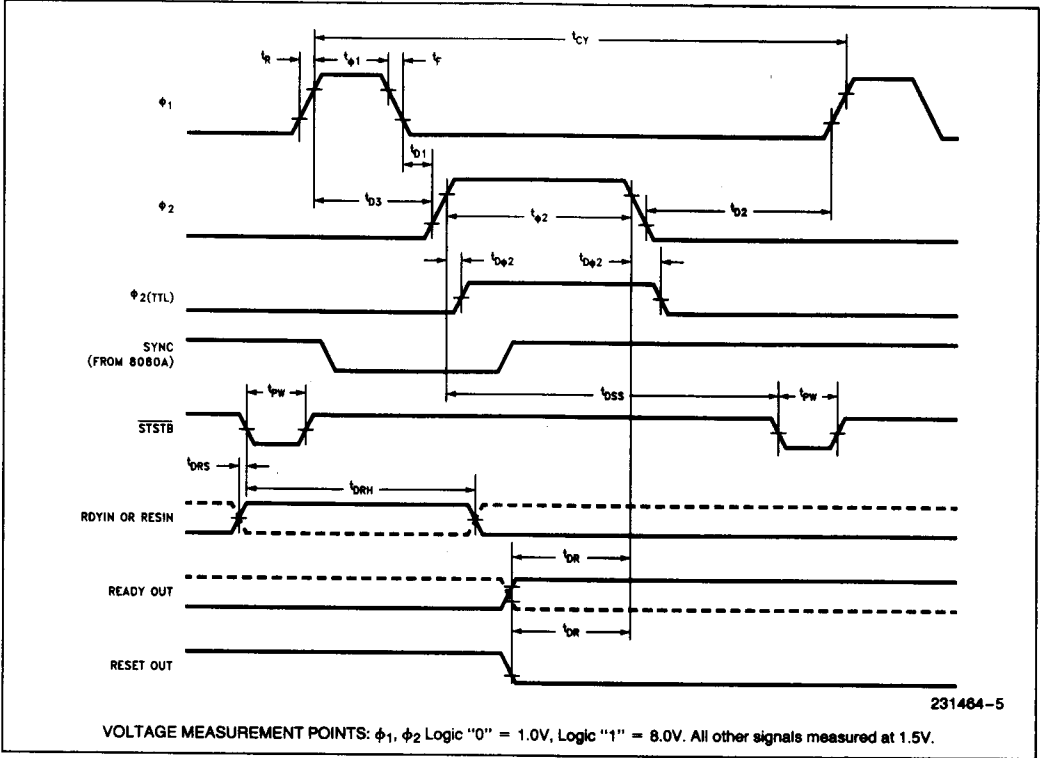 tCY
tR
tϕ1
tF
ϕ1
tD1
tD3
ϕ2
tϕ2
tD2
tDϕ2
tDϕ2
ϕ2(TTL)
SYNC
(FROM 8080A)
tDSS
tPW
tPW
STSTB
tDRS
tDRH
RDYIN OR RESIN
tDR
READY OUT
tDR
RESET OUT
231464-5
VOLTAGE MEASUREMENT POINTS: ϕ1, ϕ2 Logic "0" = 1.0V, Logic "1" = 8.0V. All other signals measured at 1.5V.